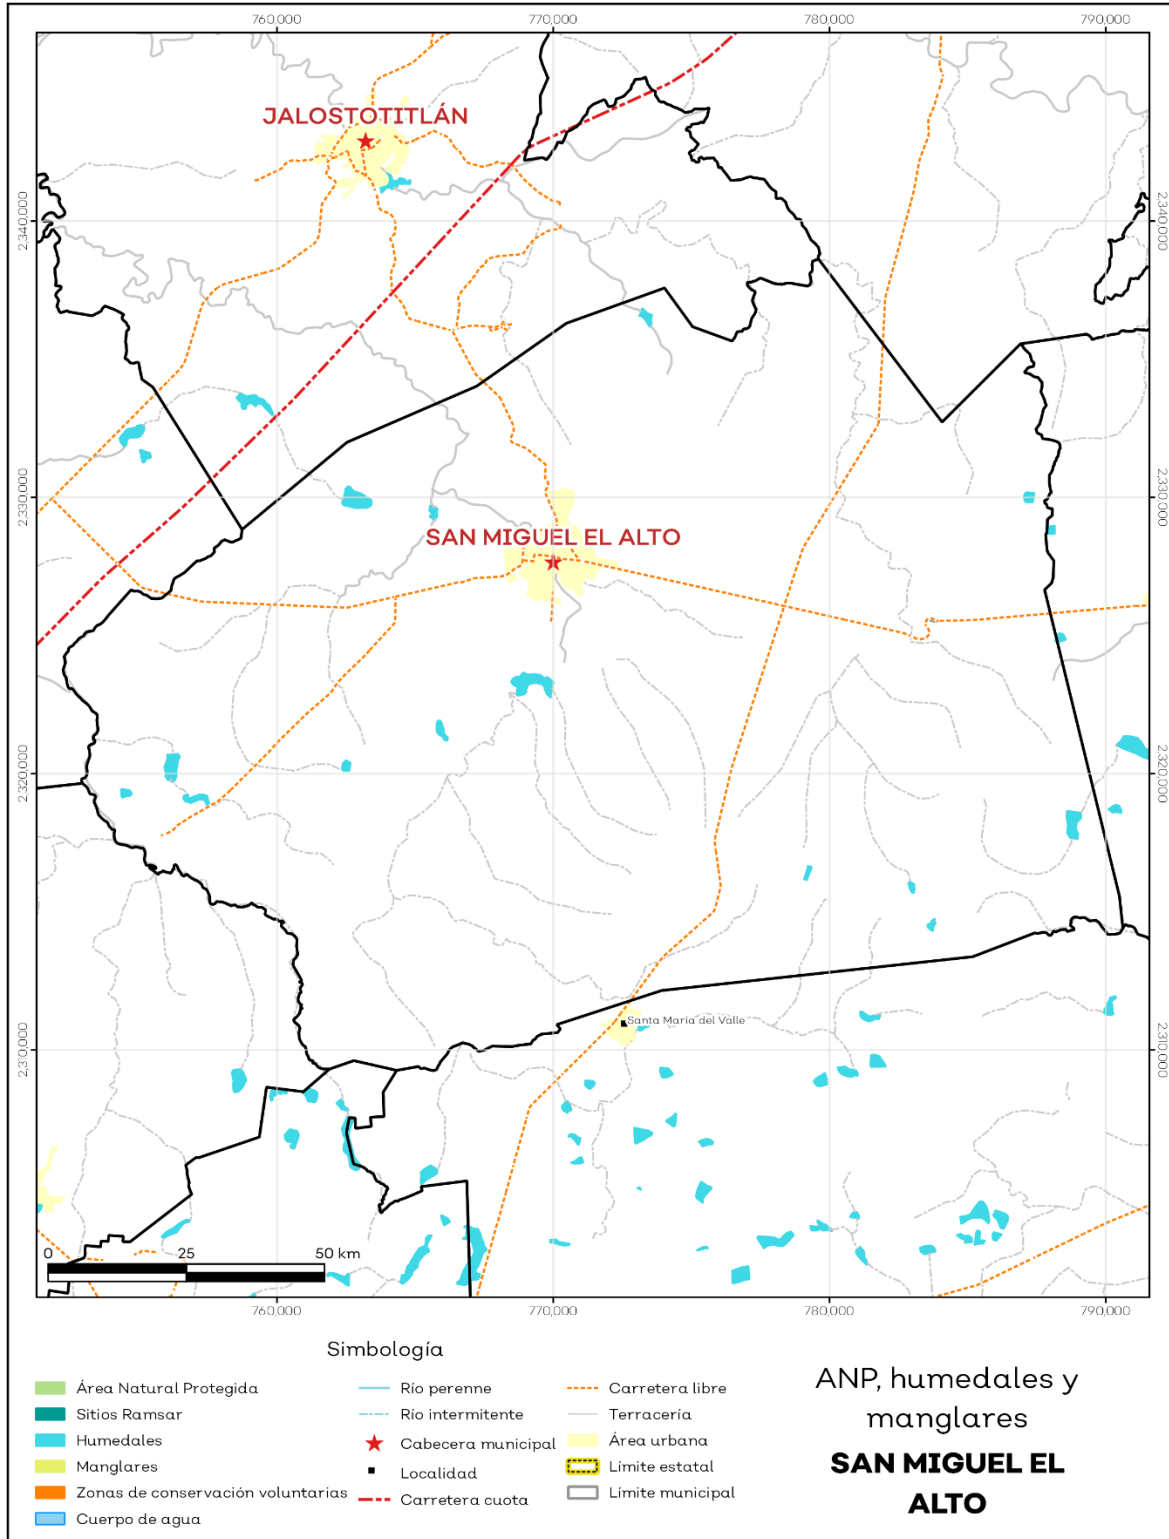 760,000 770,000 780,000 790,000
JALOSTOTITLÁN
2,340,000 2,340,000
2,330,000 2,330,000
SAN MIGUEL EL ALTO
2,320,000 2,320,000
Santa María del Valle
2,310,000 2,310,000
0 25 50 km
760,000 770,000 780,000 790,000
Simbología
Área Natural Protegida
Sitios Ramsar
Humedales
Manglares
Zonas de conservación voluntarias
Cuerpo de agua
Río perenne
Río intermitente
Cabecera municipal
Localidad
Carretera cuota
Carretera libre
Terracería
Área urbana
Límite estatal
Límite municipal
ANP, humedales y
manglares
SAN MIGUEL EL
ALTO